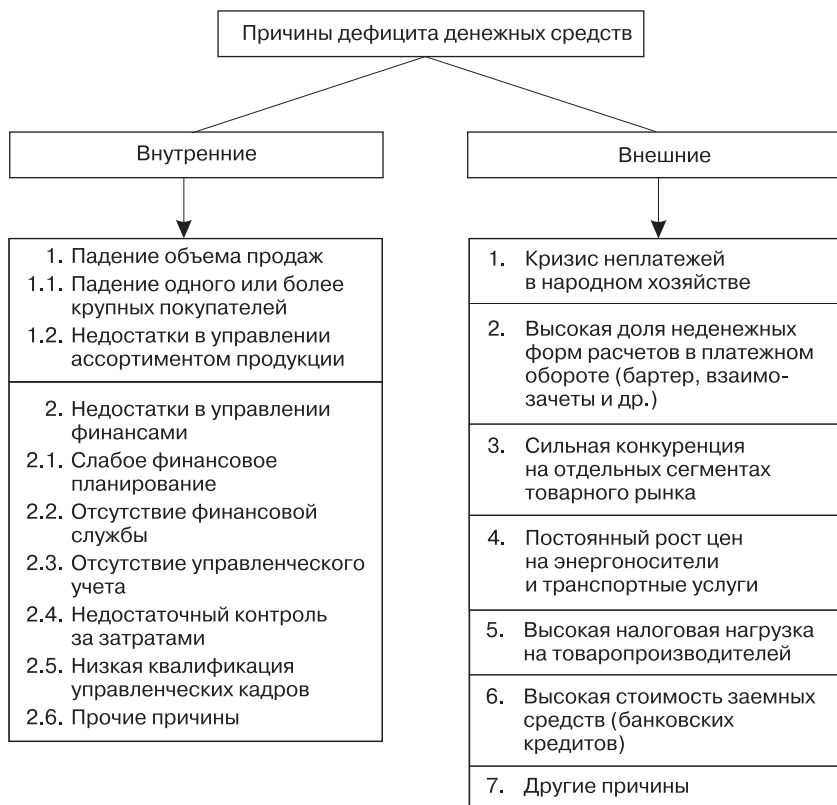 Причины дефицита денежных средств
Внутренние
1. Падение объема продаж
1.1. Падение одного или более
крупных покупателей
1.2. Недостатки в управлении
ассортиментом продукции
2. Недостатки в управлении
финансами
2.1. Слабое финансовое
планирование
2.2. Отсутствие финансовой
службы
2.3. Отсутствие управленческого
учета
2.4. Недостаточный контроль
за затратами
2.5. Низкая квалификация
управленческих кадров
2.6. Прочие причины
Внешние
1. Кризис неплатежей
в народном хозяйстве
2. Высокая доля неденежных
форм расчетов в платежном
обороте (бартер, взаимо-
зачеты и др.)
3. Сильная конкуренция
на отдельных сегментах
товарного рынка
4. Постоянный рост цен
на энергоносители
и транспортные услуги
5. Высокая налоговая нагрузка
на товаропроизводителей
6. Высокая стоимость заемных
средств (банковских
кредитов)
7. Другие причины